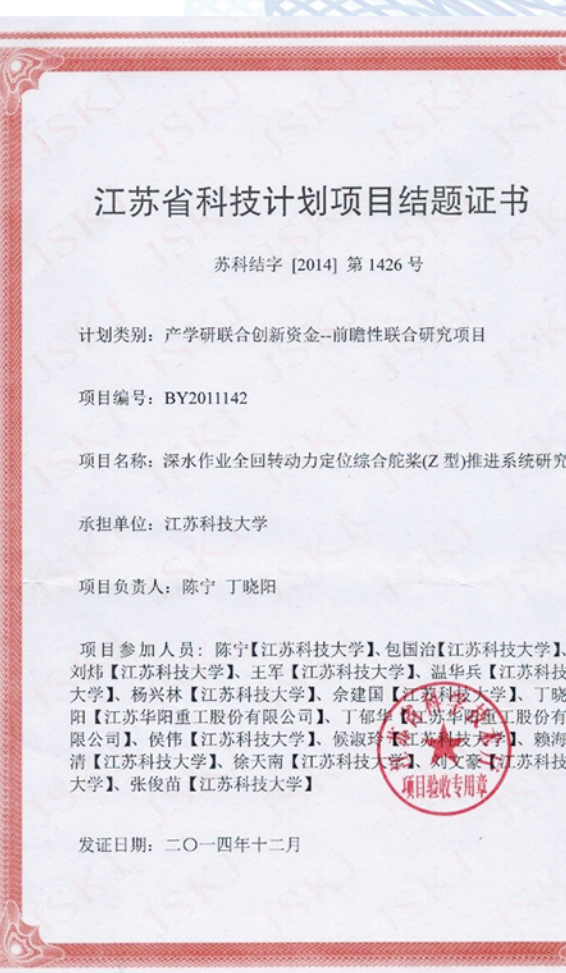 江苏省科技计划项目结题证书
苏科结字 [2014] 第 1426 号
计划类别：产学研联合创新资金--前瞻性联合研究项目
项目编号：BY2011142
项目名称：深水作业全回转动力定位综合舵桨(Z 型)推进系统研究
承担单位：江苏科技大学
项目负责人：陈宁 丁晓阳
项目参加人员：陈宁【江苏科技大学】、包国治【江苏科技大学】、
刘炜【江苏科技大学】、王军【江苏科技大学】、温华兵【江苏科技
大学】、杨兴林【江苏科技大学】、余建国【江苏科技大学】、丁晓
阳【江苏华阳重工股份有限公司】、丁郁华【江苏华阳重工股份有
限公司】、侯伟【江苏科技大学】、候淑玲【江苏科技大学】、赖海
清【江苏科技大学】、徐天南【江苏科技大学】、刘文豪【江苏科技
大学】、张俊苗【江苏科技大学】
江苏省科学技术厅
项目验收专用章
发证日期：二〇一四年十二月